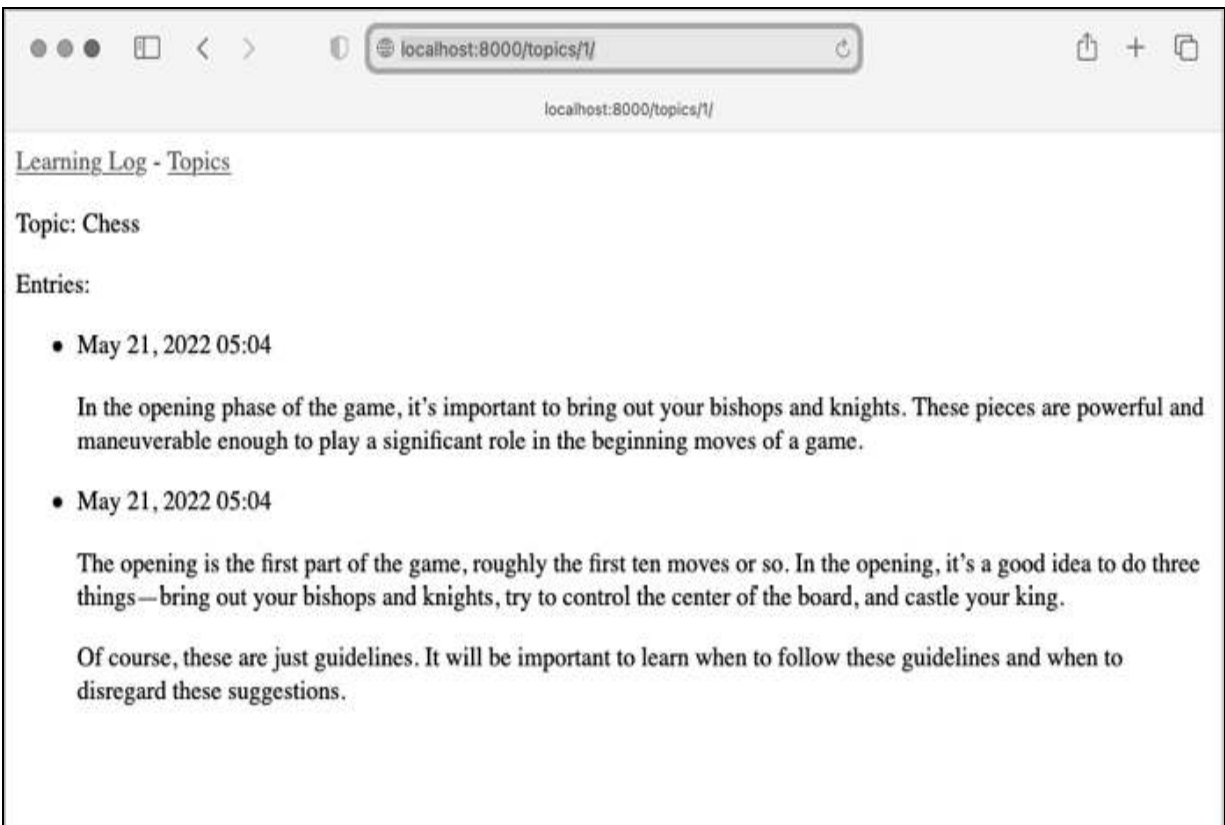 localhost:8000/topics/1/
localhost:8000/topics/1/
Learning Log - Topics
Topic: Chess
Entries:
• May 21, 2022 05:04
In the opening phase of the game, it’s important to bring out your bishops and knights. These pieces are powerful and
maneuverable enough to play a significant role in the beginning moves of a game.
• May 21, 2022 05:04
The opening is the first part of the game, roughly the first ten moves or so. In the opening, it’s a good idea to do three
things—bring out your bishops and knights, try to control the center of the board, and castle your king.
Of course, these are just guidelines. It will be important to learn when to follow these guidelines and when to
disregard these suggestions.